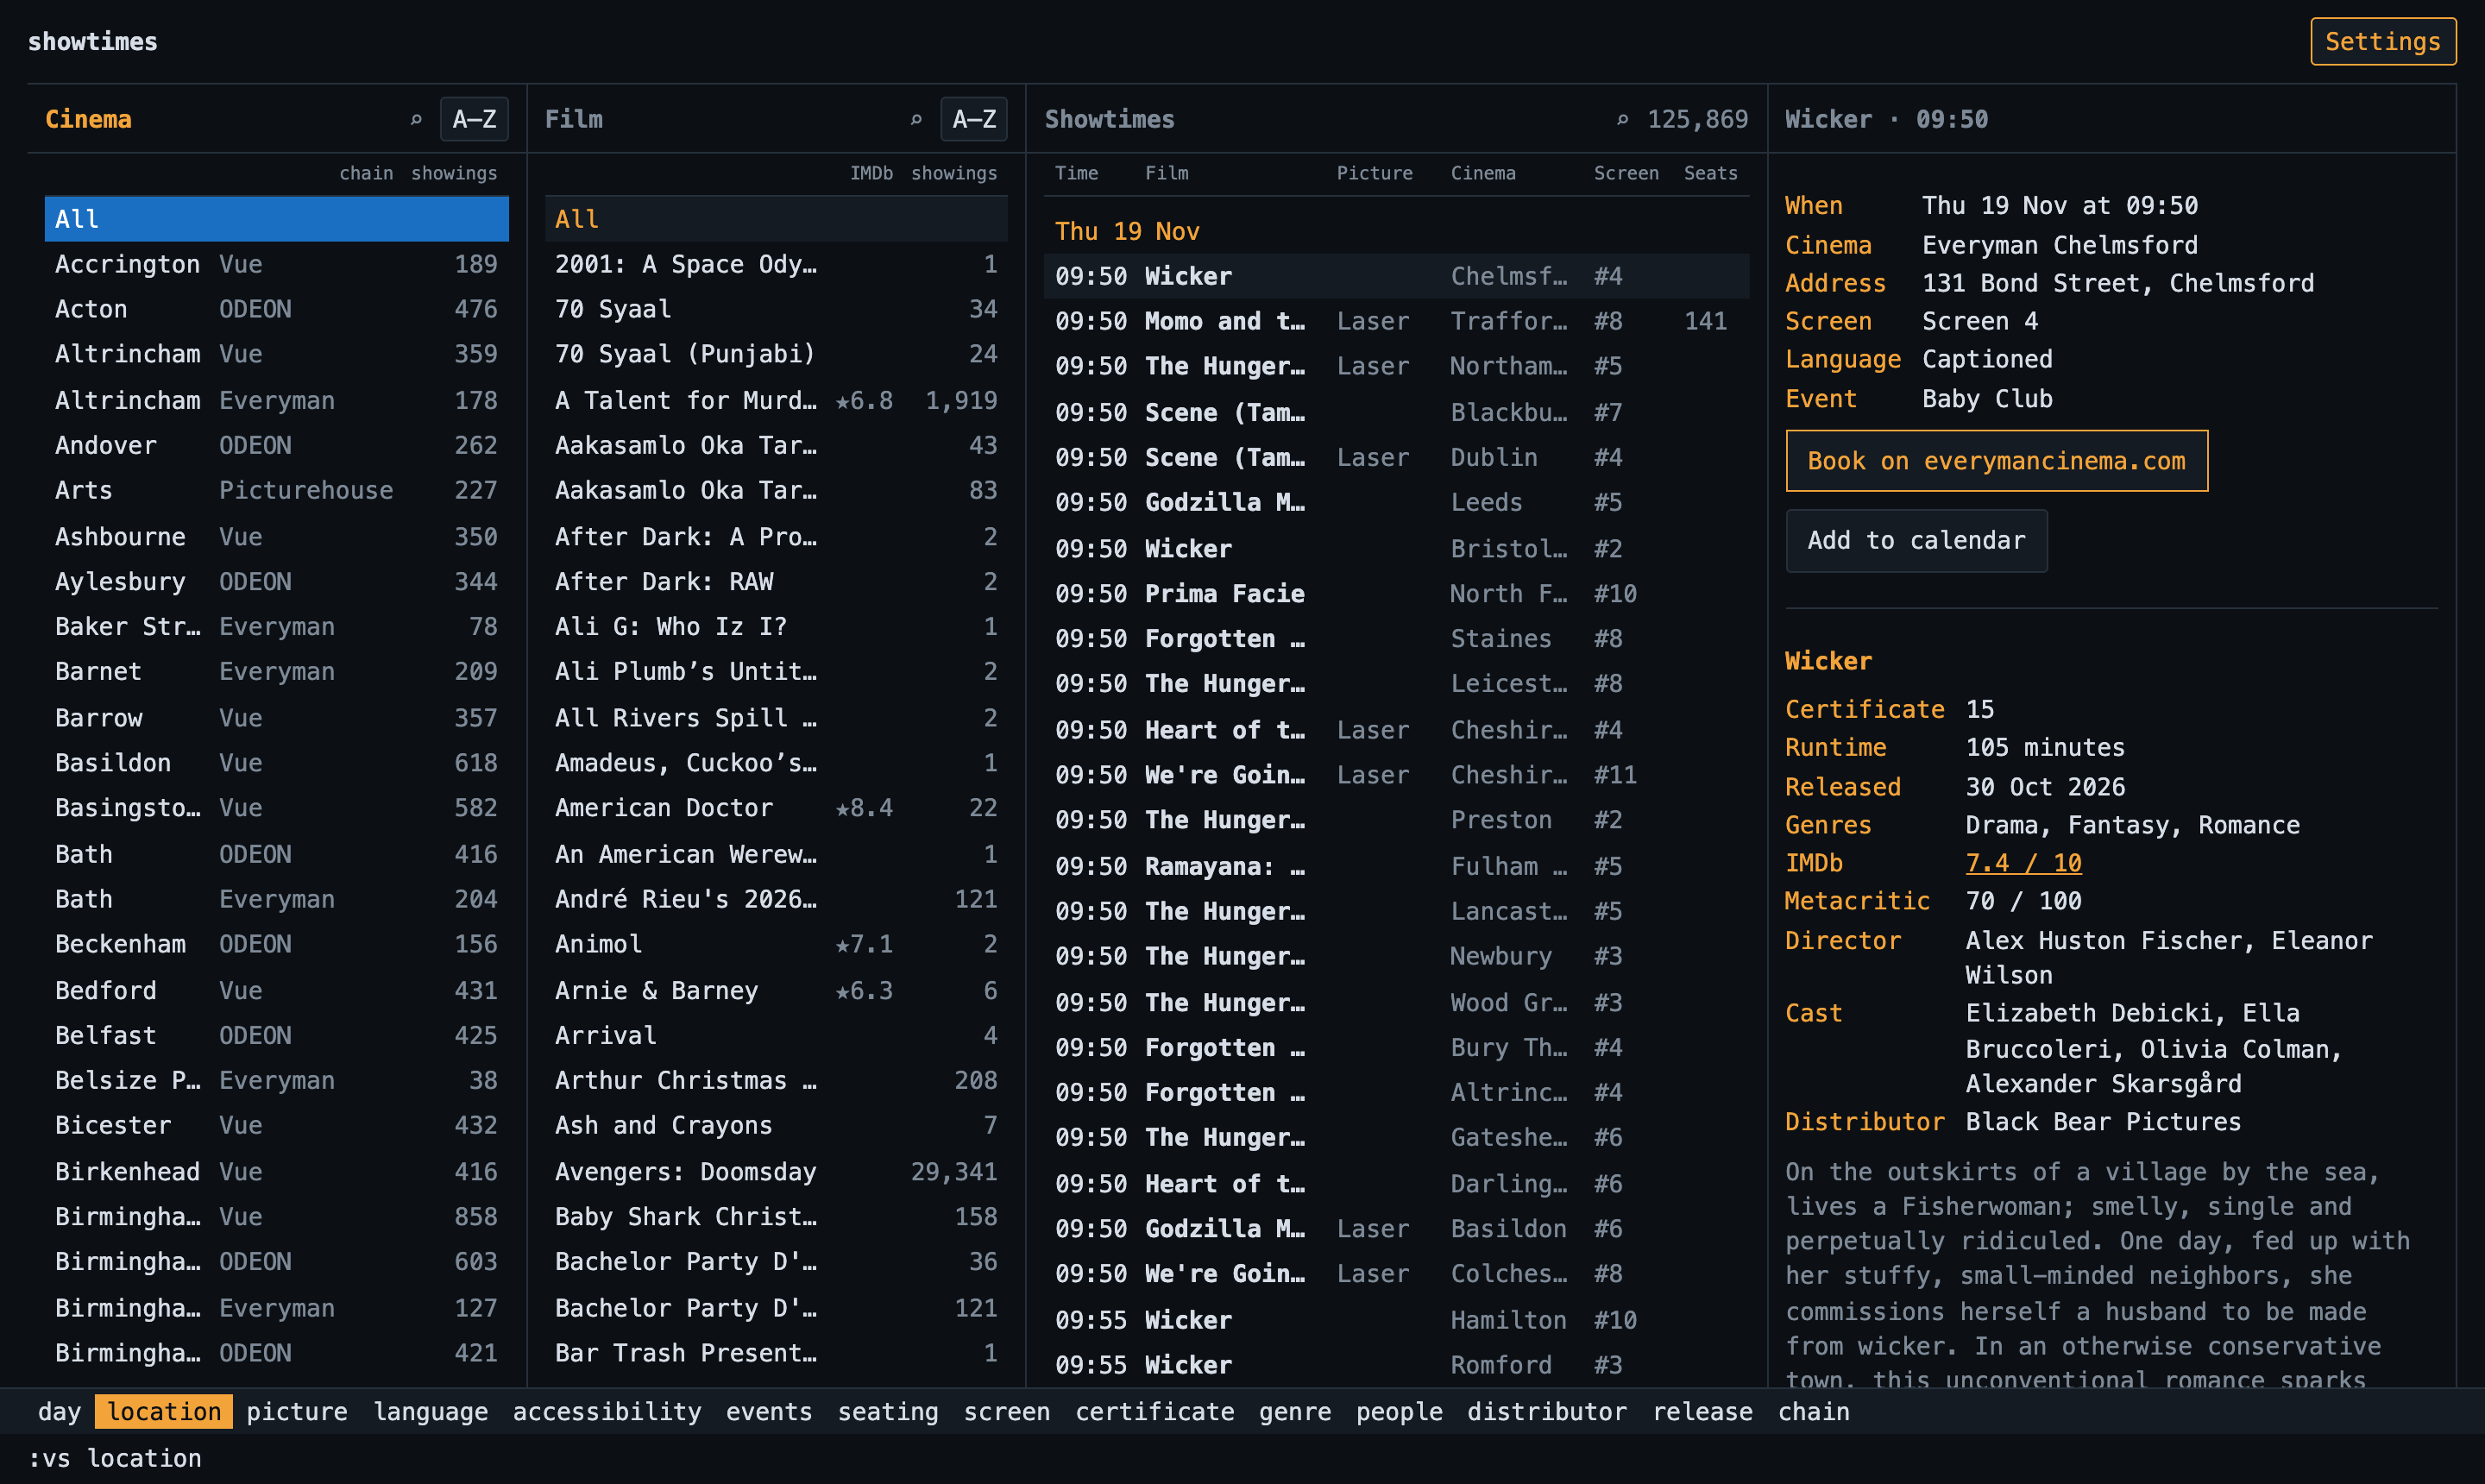 showtimes Settings
Cinema ⌕ A–Z
chain showings
All
Accrington Vue 189
Acton ODEON 476
Altrincham Vue 359
Altrincham Everyman 178
Andover ODEON 262
Arts Picturehouse 227
Ashbourne Vue 350
Aylesbury ODEON 344
Baker Str… Everyman 78
Barnet Everyman 209
Barrow Vue 357
Basildon Vue 618
Basingsto… Vue 582
Bath ODEON 416
Bath Everyman 204
Beckenham ODEON 156
Bedford Vue 431
Belfast ODEON 425
Belsize P… Everyman 38
Bicester Vue 432
Birkenhead Vue 416
Birmingha… Vue 858
Birmingha… ODEON 603
Birmingha… Everyman 127
Birmingha… ODEON 421
Film ⌕ A–Z
IMDb showings
All
2001: A Space Ody… 1
70 Syaal 34
70 Syaal (Punjabi) 24
A Talent for Murd… ★6.8 1,919
Aakasamlo Oka Tar… 43
Aakasamlo Oka Tar… 83
After Dark: A Pro… 2
After Dark: RAW 2
Ali G: Who Iz I? 1
Ali Plumb’s Untit… 2
All Rivers Spill … 2
Amadeus, Cuckoo’s… 1
American Doctor ★8.4 22
An American Werew… 1
André Rieu's 2026… 121
Animol ★7.1 2
Arnie & Barney ★6.3 6
Arrival 4
Arthur Christmas … 208
Ash and Crayons 7
Avengers: Doomsday 29,341
Baby Shark Christ… 158
Bachelor Party D'… 36
Bachelor Party D'… 121
Bar Trash Present… 1
Showtimes ⌕ 125,869
Time Film Picture Cinema Screen Seats
Thu 19 Nov
09:50 Wicker Chelmsf… #4
09:50 Momo and t… Laser Traffor… #8 141
09:50 The Hunger… Laser Northam… #5
09:50 Scene (Tam… Blackbu… #7
09:50 Scene (Tam… Laser Dublin #4
09:50 Godzilla M… Leeds #5
09:50 Wicker Bristol… #2
09:50 Prima Facie North F… #10
09:50 Forgotten … Staines #8
09:50 The Hunger… Leicest… #8
09:50 Heart of t… Laser Cheshir… #4
09:50 We're Goin… Laser Cheshir… #11
09:50 The Hunger… Preston #2
09:50 Ramayana: … Fulham … #5
09:50 The Hunger… Lancast… #5
09:50 The Hunger… Newbury #3
09:50 The Hunger… Wood Gr… #3
09:50 Forgotten … Bury Th… #4
09:50 Forgotten … Altrinc… #4
09:50 The Hunger… Gateshe… #6
09:50 Heart of t… Darling… #6
09:50 Godzilla M… Laser Basildon #6
09:50 We're Goin… Laser Colches… #8
09:55 Wicker Hamilton #10
09:55 Wicker Romford #3
Wicker · 09:50
When Thu 19 Nov at 09:50
Cinema Everyman Chelmsford
Address 131 Bond Street, Chelmsford
Screen Screen 4
Language Captioned
Event Baby Club
Book on everymancinema.com
Add to calendar
Wicker
Certificate 15
Runtime 105 minutes
Released 30 Oct 2026
Genres Drama, Fantasy, Romance
IMDb 7.4 / 10
Metacritic 70 / 100
Director Alex Huston Fischer, Eleanor
Wilson
Cast Elizabeth Debicki, Ella
Bruccoleri, Olivia Colman,
Alexander Skarsgård
Distributor Black Bear Pictures
On the outskirts of a village by the sea,
lives a Fisherwoman; smelly, single and
perpetually ridiculed. One day, fed up with
her stuffy, small-minded neighbors, she
commissions herself a husband to be made
from wicker. In an otherwise conservative
town, this unconventional romance sparks
day location picture language accessibility events seating screen certificate genre people distributor release chain
:vs location